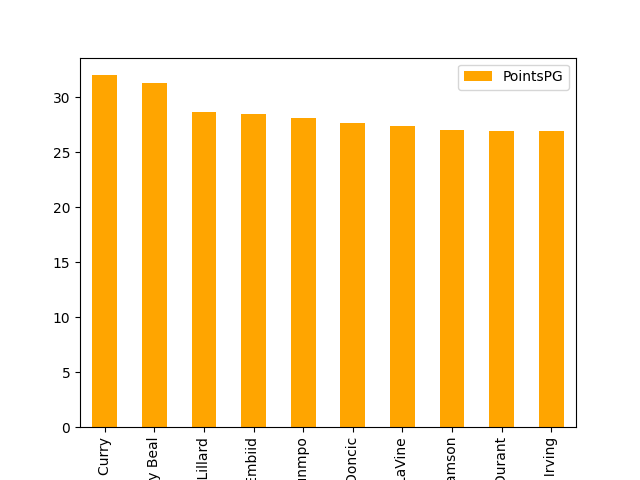 PointsPG
30
25
20
15
10
5
0
Curry
y Beal
Lillard
Embiid
unmpo
Doncic
LaVine
amson
Durant
Irving